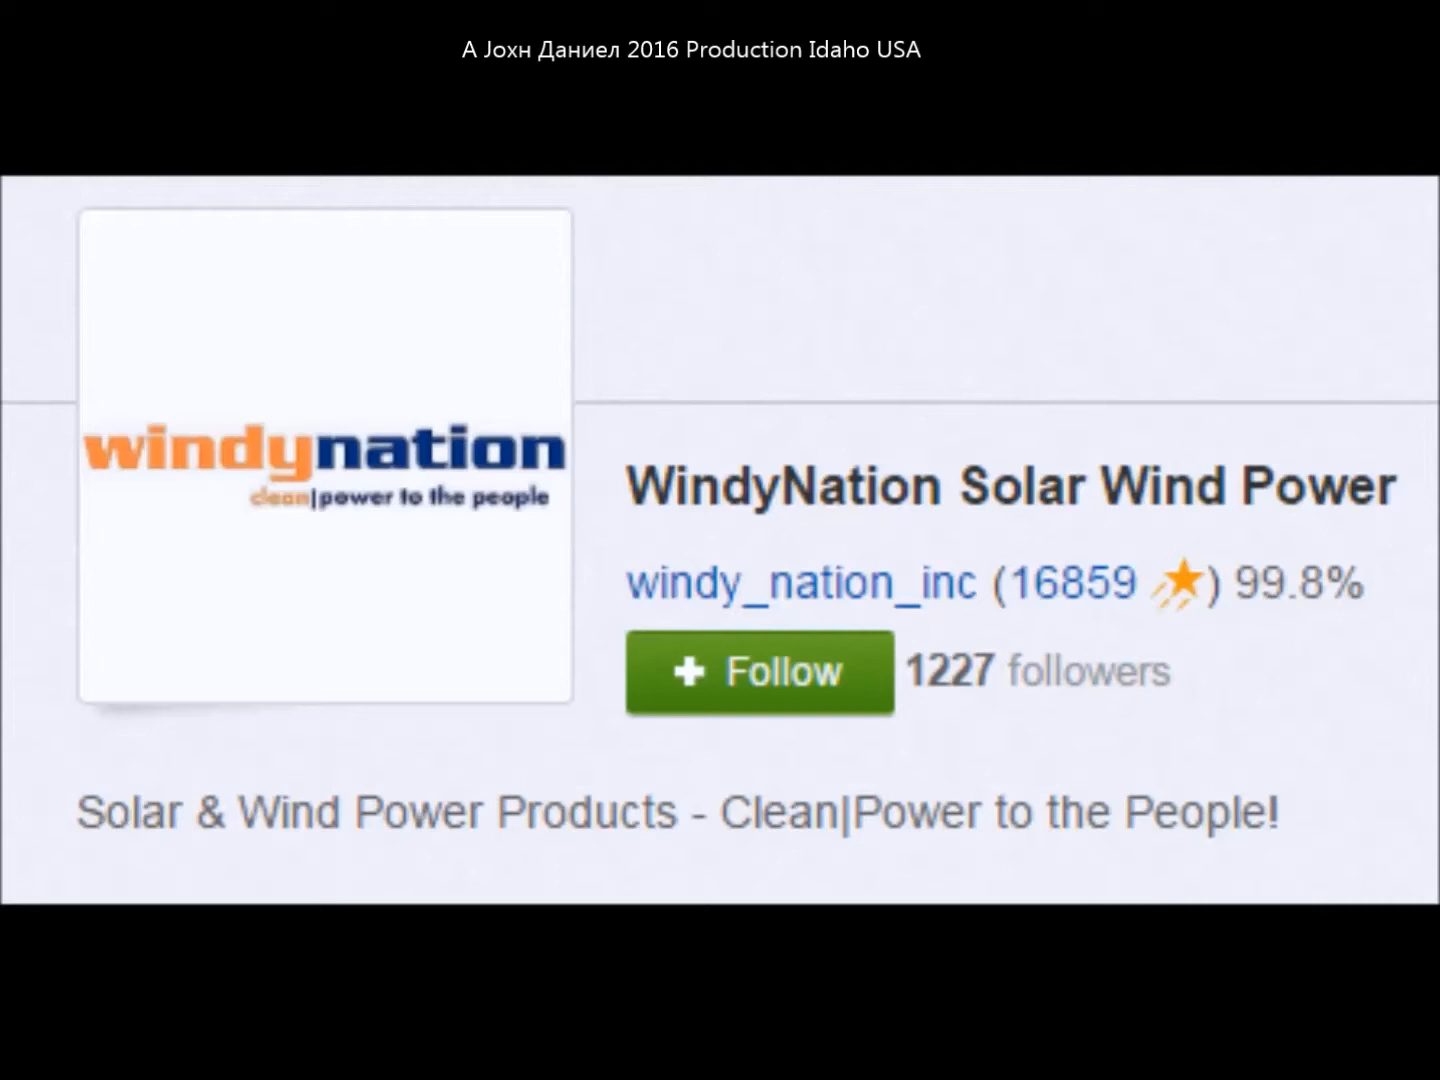 А Јохн Даниел 2016 Production Idaho USA
windynation
clean|power to the people
WindyNation Solar Wind Power
windy_nation_inc (16859 ) 99.8%
Follow 1227 followers
Solar & Wind Power Products - Clean|Power to the People!